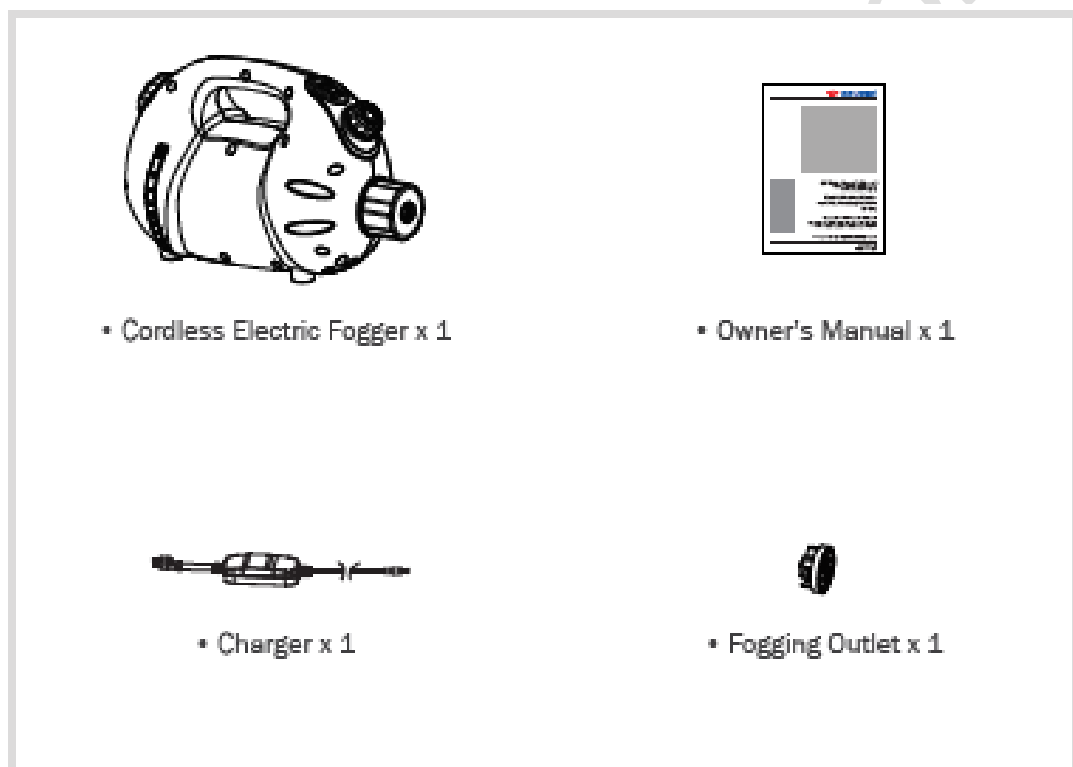 • Cordless Electric Fogger x 1
• Owner's Manual x 1
• Charger x 1
• Fogging Outlet x 1